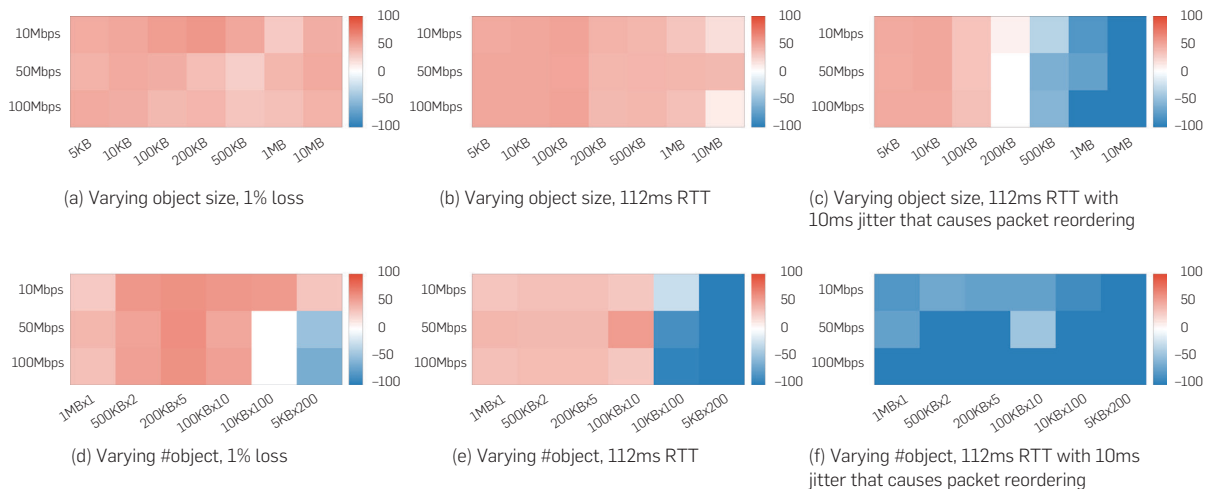 10Mbps
50Mbps
100Mbps
5KB 10KB 100KB 200KB 500KB 1MB 10MB
100
50
0
–50
–100
(a) Varying object size, 1% loss
10Mbps
50Mbps
100Mbps
5KB 10KB 100KB 200KB 500KB 1MB 10MB
100
50
0
–50
–100
(b) Varying object size, 112ms RTT
10Mbps
50Mbps
100Mbps
5KB 10KB 100KB 200KB 500KB 1MB 10MB
100
50
0
–50
–100
(c) Varying object size, 112ms RTT with
10ms jitter that causes packet reordering
10Mbps
50Mbps
100Mbps
1MBx1 500KBx2 200KBx5 100KBx10 10KBx100 5KBx200
100
50
0
–50
–100
(d) Varying #object, 1% loss
10Mbps
50Mbps
100Mbps
1MBx1 500KBx2 200KBx5 100KBx10 10KBx100 5KBx200
100
50
0
–50
–100
(e) Varying #object, 112ms RTT
10Mbps
50Mbps
100Mbps
1MBx1 500KBx2 200KBx5 100KBx10 10KBx100 5KBx200
100
50
0
–50
–100
(f) Varying #object, 112ms RTT with 10ms
jitter that causes packet reordering